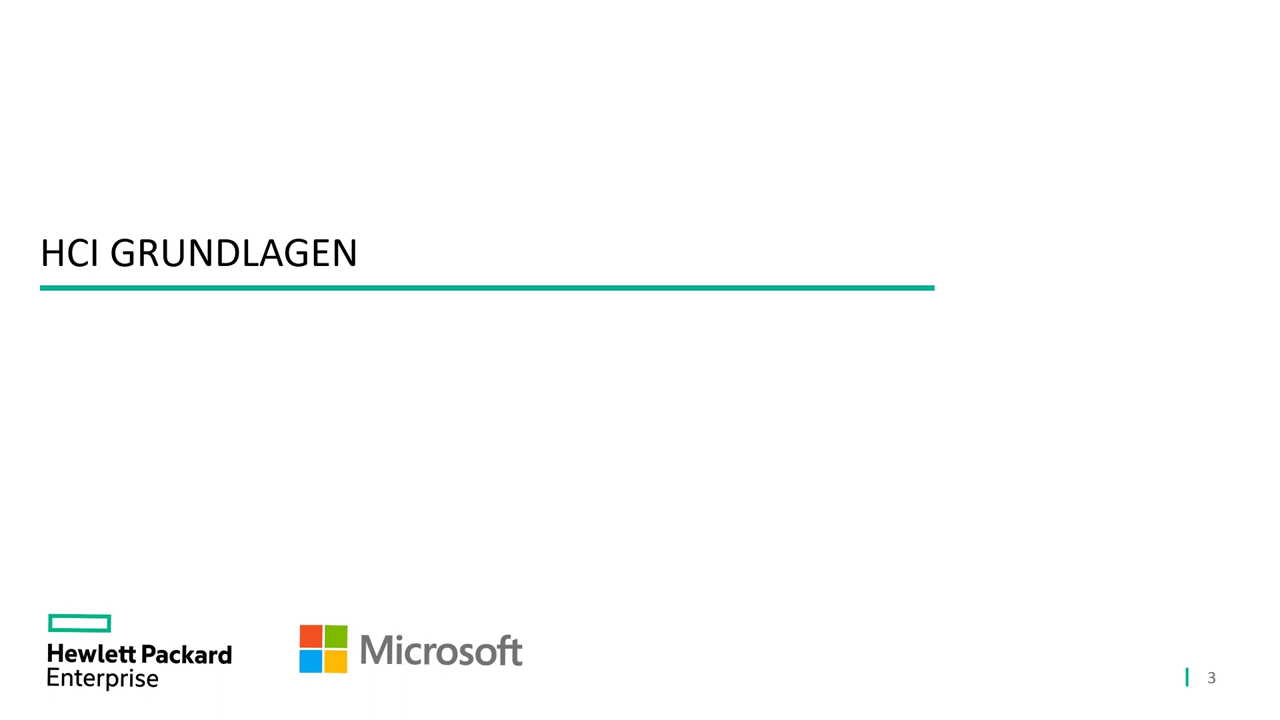 HCI GRUNDLAGEN
Hewlett Packard
Enterprise
Microsoft
3